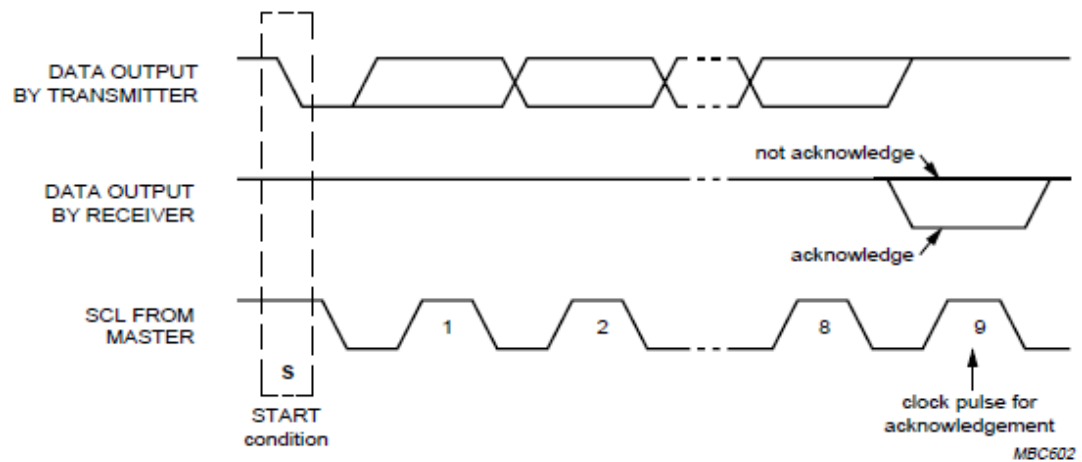 DATA OUTPUT
BY TRANSMITTER
not acknowledge
DATA OUTPUT
BY RECEIVER
acknowledge
SCL FROM
MASTER
1
2
8
9
S
START
condition
clock pulse for
acknowledgement
MBC602